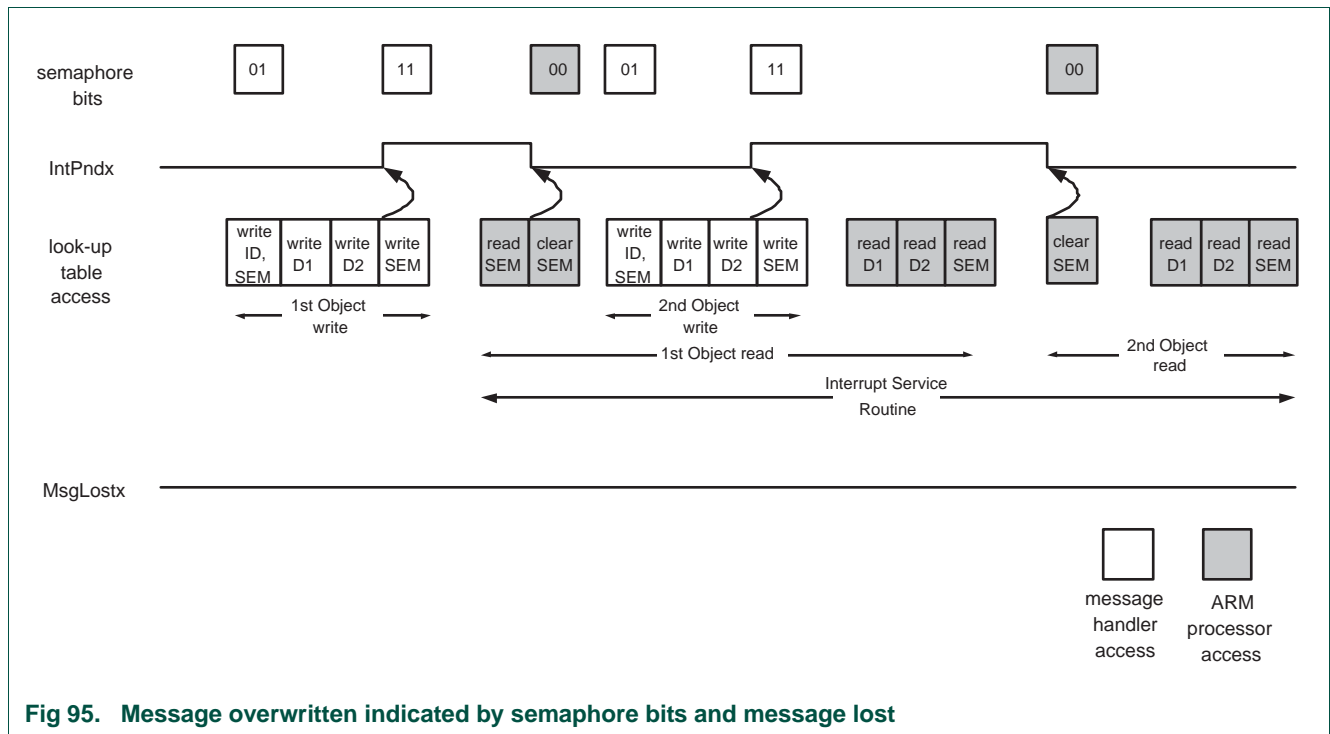 semaphore
bits
01
11
00
01
11
00
IntPndx
look-up
table
access
write
ID,
SEM
write
D1
write
D2
write
SEM
read
SEM
clear
SEM
write
ID,
SEM
write
D1
write
D2
write
SEM
read
D1
read
D2
read
SEM
clear
SEM
read
D1
read
D2
read
SEM
1st Object
write
2nd Object
write
1st Object read
2nd Object
read
Interrupt Service
Routine
MsgLostx
message
handler
access
ARM
processor
access
Fig 95. Message overwritten indicated by semaphore bits and message lost